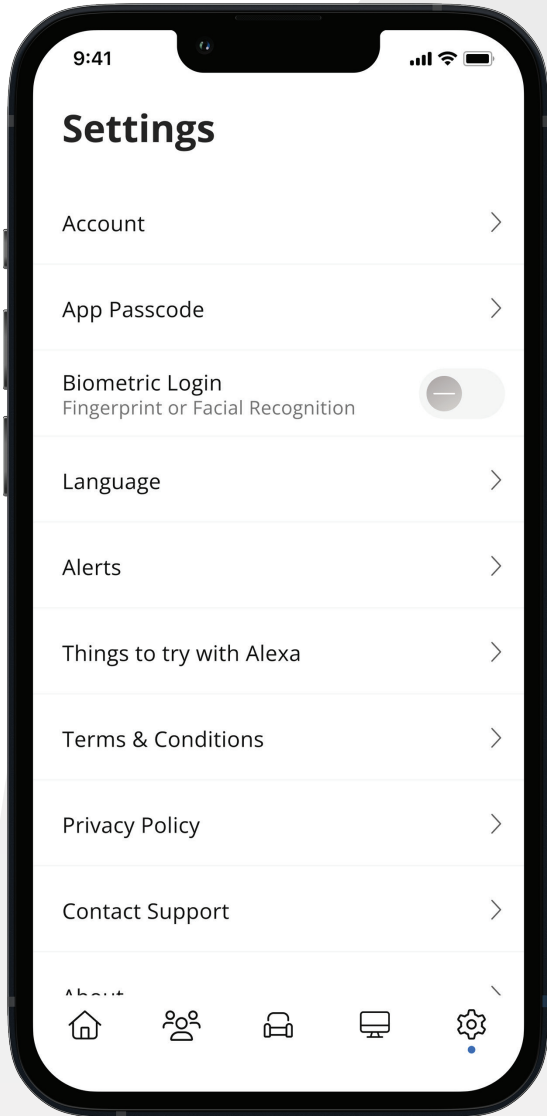 9:41
Settings
Account
App Passcode
Biometric Login
Fingerprint or Facial Recognition
Language
Alerts
Things to try with Alexa
Terms & Conditions
Privacy Policy
Contact Support
About